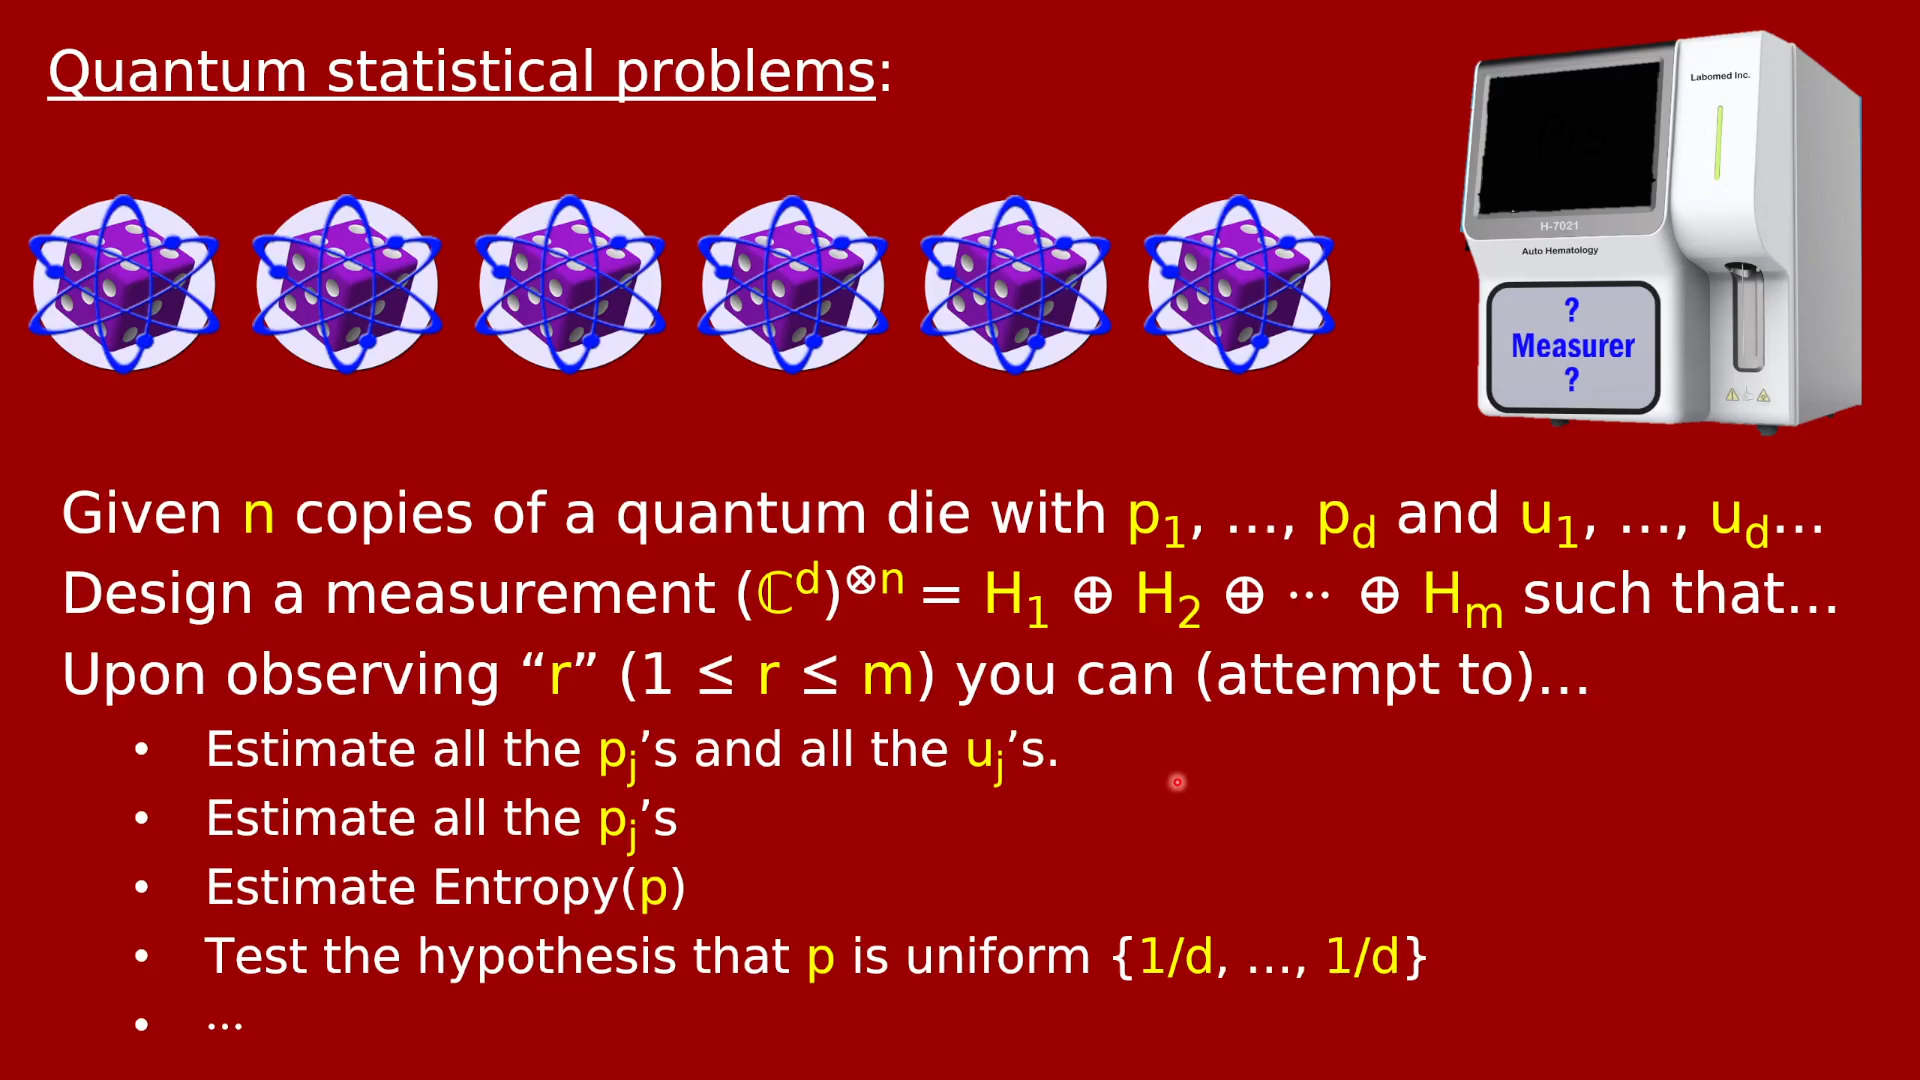 Quantum statistical problems:
Labomed Inc.
H-7021
Auto Hematology
?
Measurer
?
Given n copies of a quantum die with p₁, …, p_d and u₁, …, u_d…
Design a measurement (ℂᵈ)^⊗ⁿ = H₁ ⊕ H₂ ⊕ ⋯ ⊕ Hₘ such that…
Upon observing “r” (1 ≤ r ≤ m) you can (attempt to)…
• Estimate all the pⱼ’s and all the uⱼ’s.
• Estimate all the pⱼ’s
• Estimate Entropy(p)
• Test the hypothesis that p is uniform {1/d, …, 1/d}
• ⋯